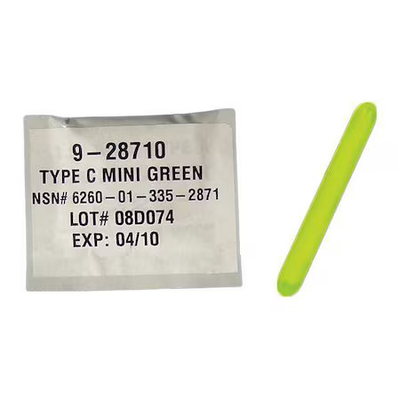 9-28710
TYPE C MINI GREEN
NSN# 6260-01-335-2871
LOT# 08D074
EXP: 04/10